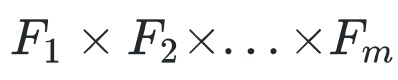 F₁ × F₂ × . . . × Fₘ